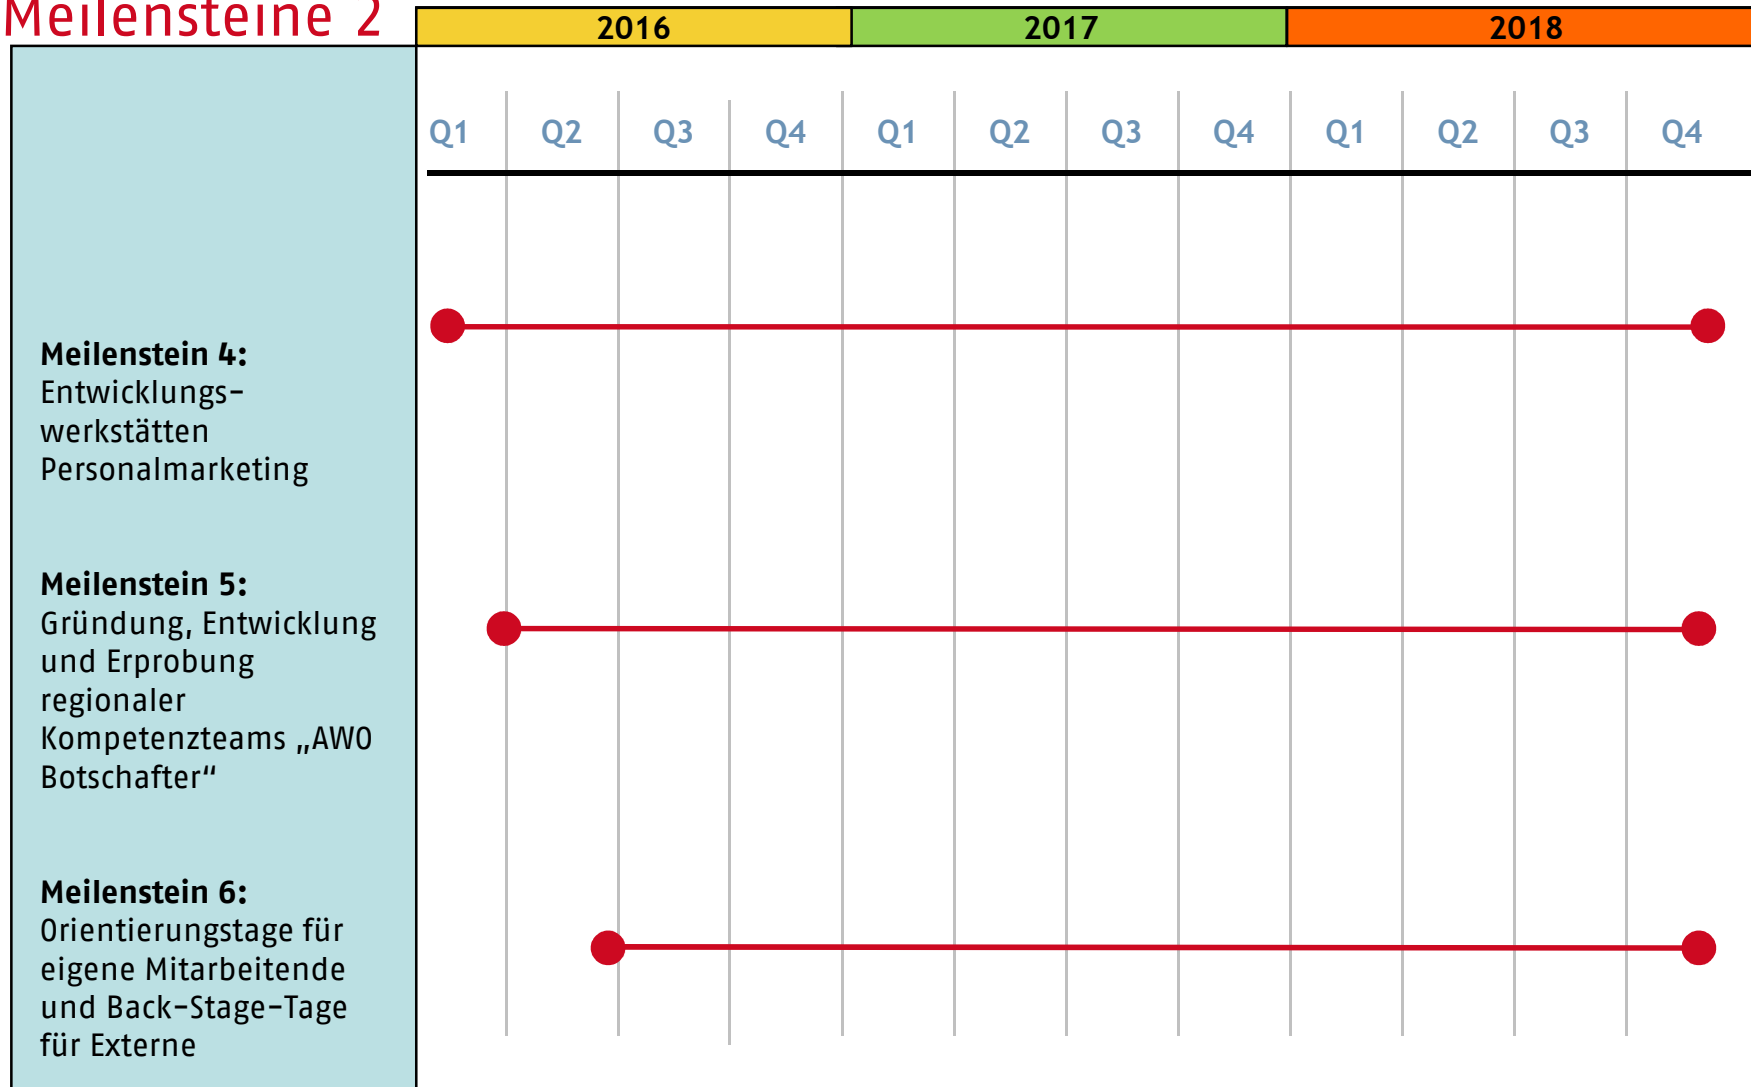 Meilensteine 2
2016 2017 2018
Q1 Q2 Q3 Q4 Q1 Q2 Q3 Q4 Q1 Q2 Q3 Q4
Meilenstein 4:
Entwicklungs-
werkstätten
Personalmarketing
Meilenstein 5:
Gründung, Entwicklung
und Erprobung
regionaler
Kompetenzteams „AWO
Botschafter“
Meilenstein 6:
Orientierungstage für
eigene Mitarbeitende
und Back-Stage-Tage
für Externe